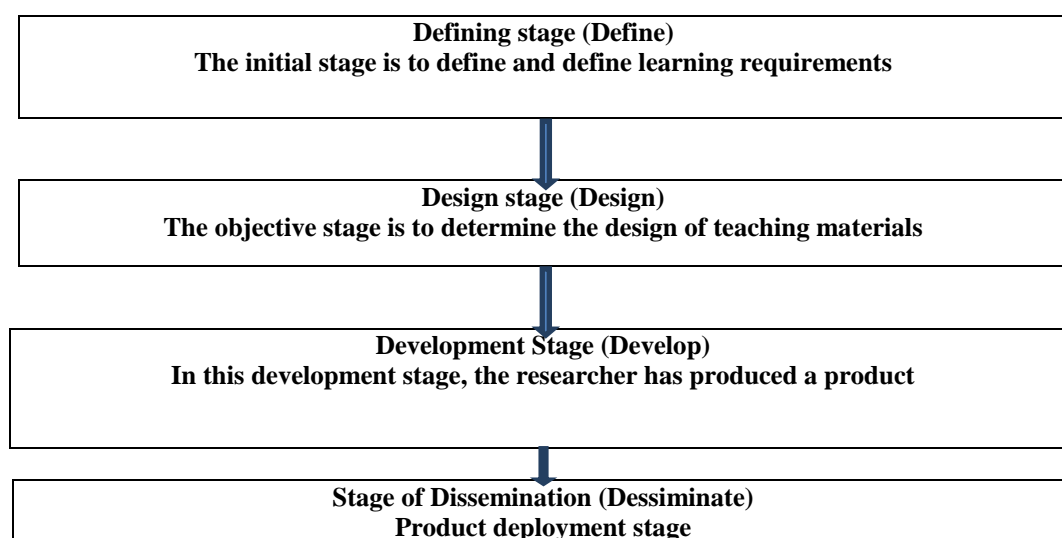 Defining stage (Define)
The initial stage is to define and define learning requirements
Design stage (Design)
The objective stage is to determine the design of teaching materials
Development Stage (Develop)
In this development stage, the researcher has produced a product
Stage of Dissemination (Dessiminate)
Product deployment stage